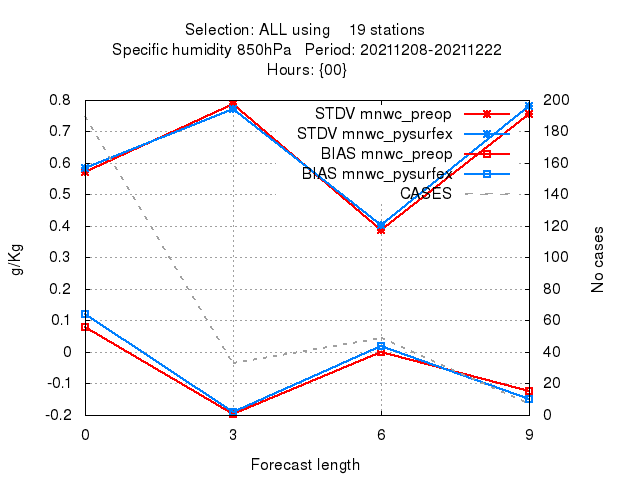 Selection: ALL using 19 stations
Specific humidity 850hPa Period: 20211208-20211222
Hours: {00}
STDV mnwc_preop
STDV mnwc_pysurfex
BIAS mnwc_preop
BIAS mnwc_pysurfex
CASES
0.8
0.7
0.6
0.5
0.4
0.3
0.2
0.1
0
-0.1
-0.2
g/Kg
200
180
160
140
120
100
80
60
40
20
0
No cases
0 3 6 9
Forecast length